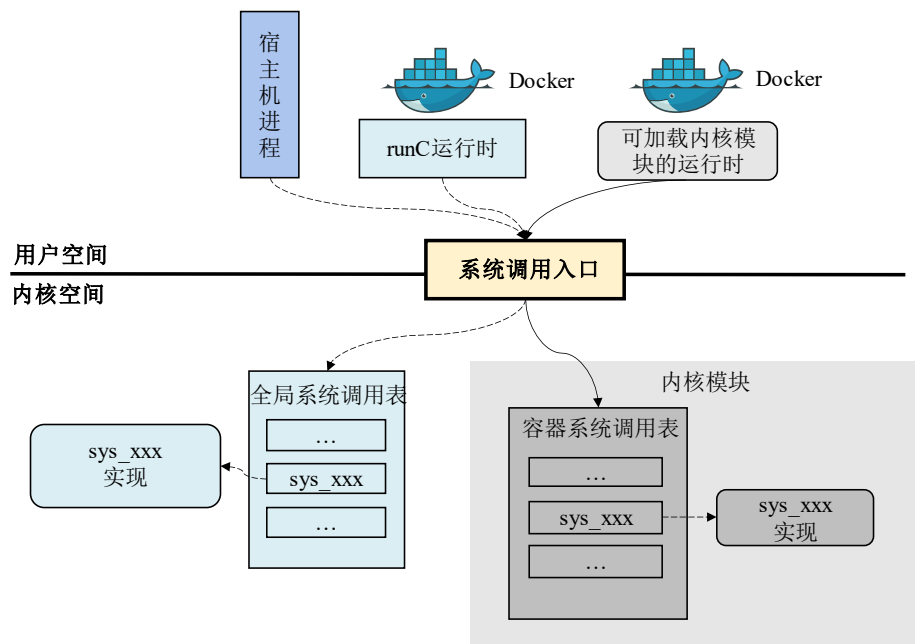 宿主机进程
Docker
Docker
runC运行时
可加载内核模
块的运行时
用户空间
系统调用入口
内核空间
内核模块
全局系统调用表
…
sys_xxx
…
sys_xxx
实现
容器系统调用表
…
sys_xxx
…
sys_xxx
实现